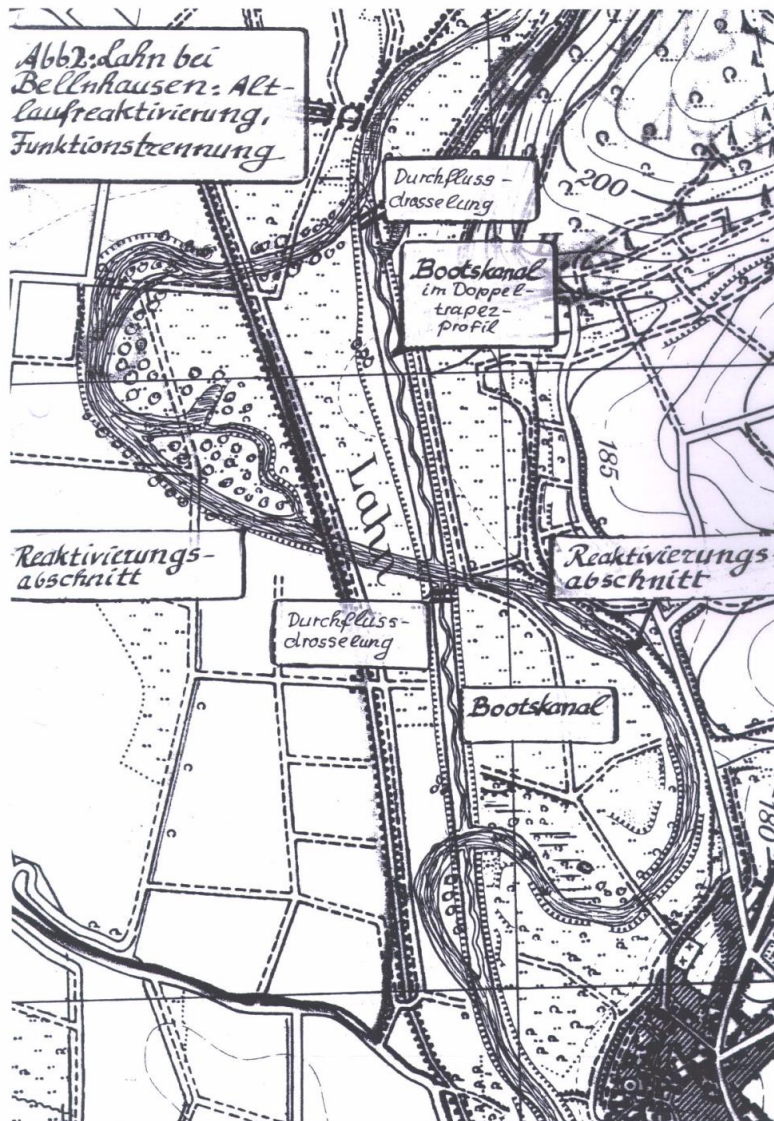 Abb2: Lahn bei
Bellnhausen: Alt-
laufreaktivierung,
Funktionstrennung
Durchfluss-
drosselung
200
Bootskanal
im Doppel-
trapez-
profil
185
Lahn
Reaktivierungs-
abschnitt
Reaktivierungs-
abschnitt
Durchfluss-
drosselung
Bootskanal
180